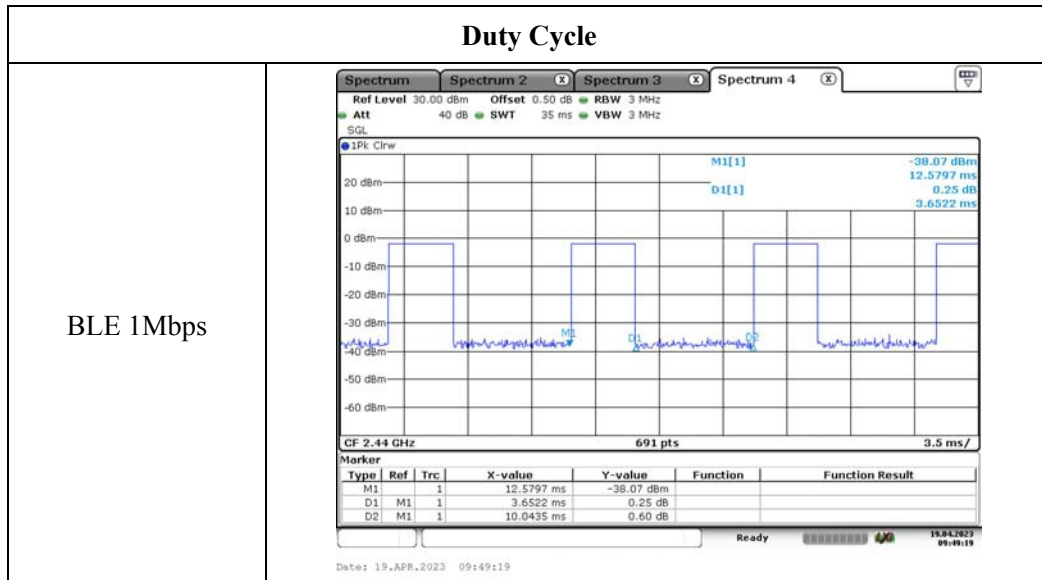 Duty Cycle
BLE 1Mbps
Spectrum Spectrum 2 X Spectrum 3 X Spectrum 4 X
Ref Level 30.00 dBm Offset 0.50 dB RBW 3 MHz
Att 40 dB SWT 35 ms VBW 3 MHz
SGL
1Pk Clrw
M1[1] -38.07 dBm
12.5797 ms
D1[1] 0.25 dB
3.6522 ms
20 dBm
10 dBm
0 dBm
-10 dBm
-20 dBm
-30 dBm
-40 dBm
-50 dBm
-60 dBm
M1
D1
D2
CF 2.44 GHz 691 pts 3.5 ms/
Marker
Type Ref Trc X-value Y-value Function Function Result
M1 1 12.5797 ms -38.07 dBm
D1 M1 1 3.6522 ms 0.25 dB
D2 M1 1 10.0435 ms 0.60 dB
Ready 19.04.2023
09:49:19
Date: 19.APR.2023 09:49:19